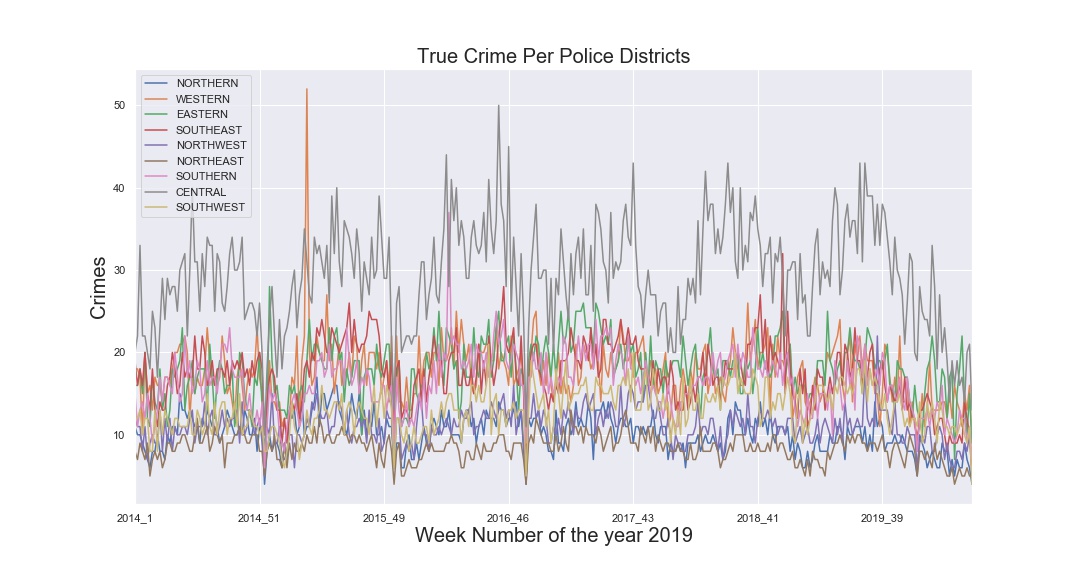 True Crime Per Police Districts
NORTHERN
WESTERN
EASTERN
SOUTHEAST
NORTHWEST
NORTHEAST
SOUTHERN
CENTRAL
SOUTHWEST
50
40
30
20
10
Crimes
2014_1 2014_51 2015_49 2016_46 2017_43 2018_41 2019_39
Week Number of the year 2019